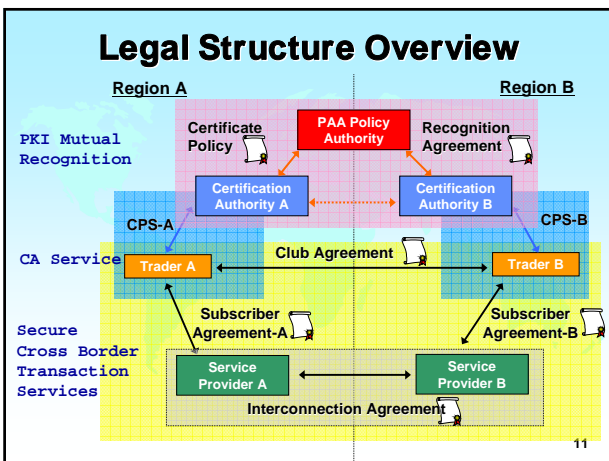 Legal Structure Overview
Region A
Region B
PKI Mutual
Recognition
Certificate
Policy
PAA Policy
Authority
Recognition
Agreement
Certification
Authority A
Certification
Authority B
CPS-A
CPS-B
CA Service
Trader A
Club Agreement
Trader B
Subscriber
Agreement-A
Subscriber
Agreement-B
Secure
Cross Border
Transaction
Services
Service
Provider A
Service
Provider B
Interconnection Agreement
11